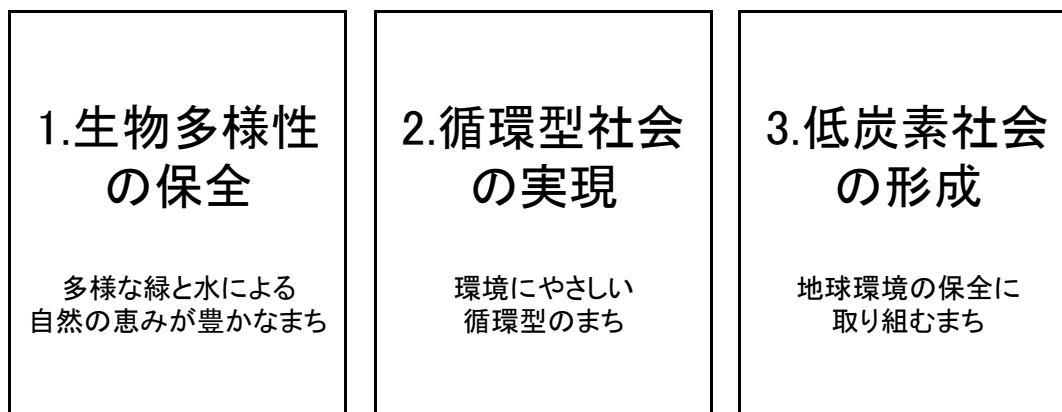 1.生物多様性
の保全
多様な緑と水による
自然の恵みが豊かなまち
2.循環型社会
の実現
環境にやさしい
循環型のまち
3.低炭素社会
の形成
地球環境の保全に
取り組むまち